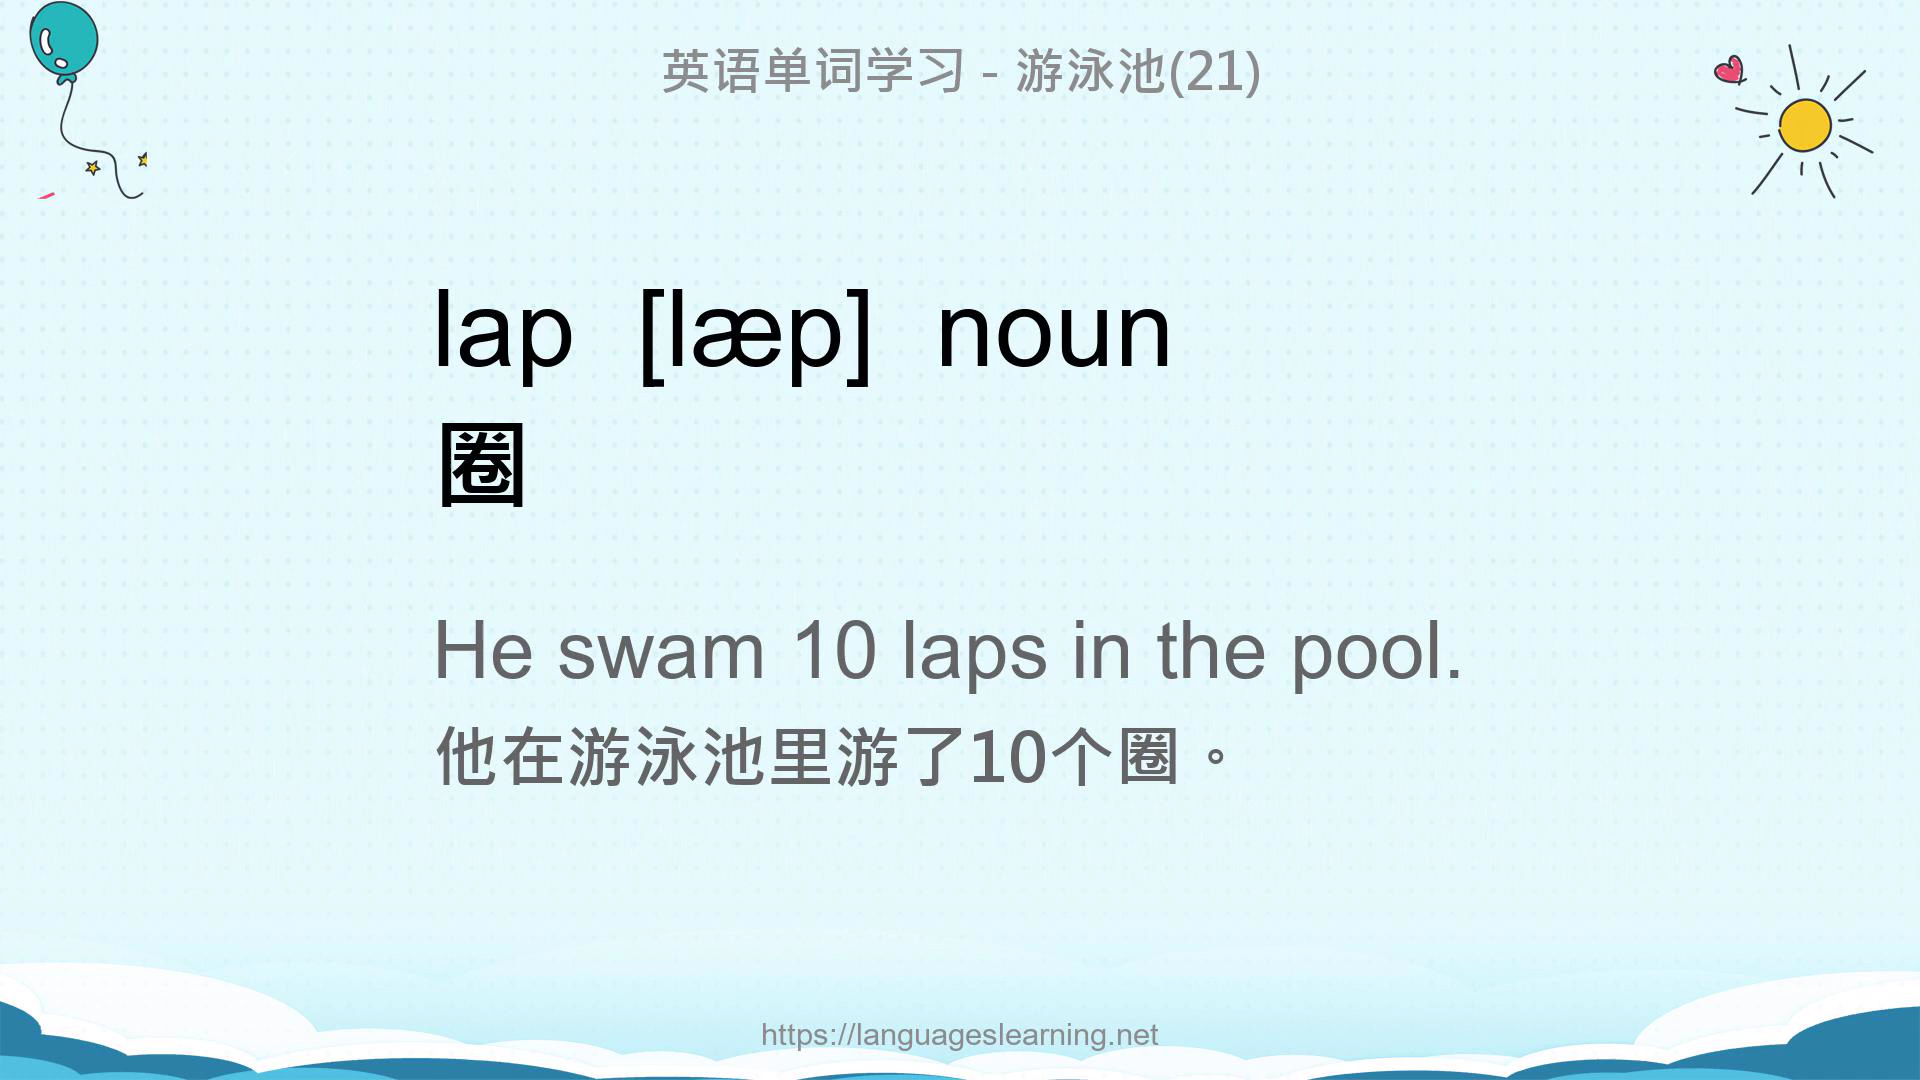 英语单词学习 - 游泳池(21)
lap [læp] noun
圈
He swam 10 laps in the pool.
他在游泳池里游了10个圈。
https://languageslearning.net